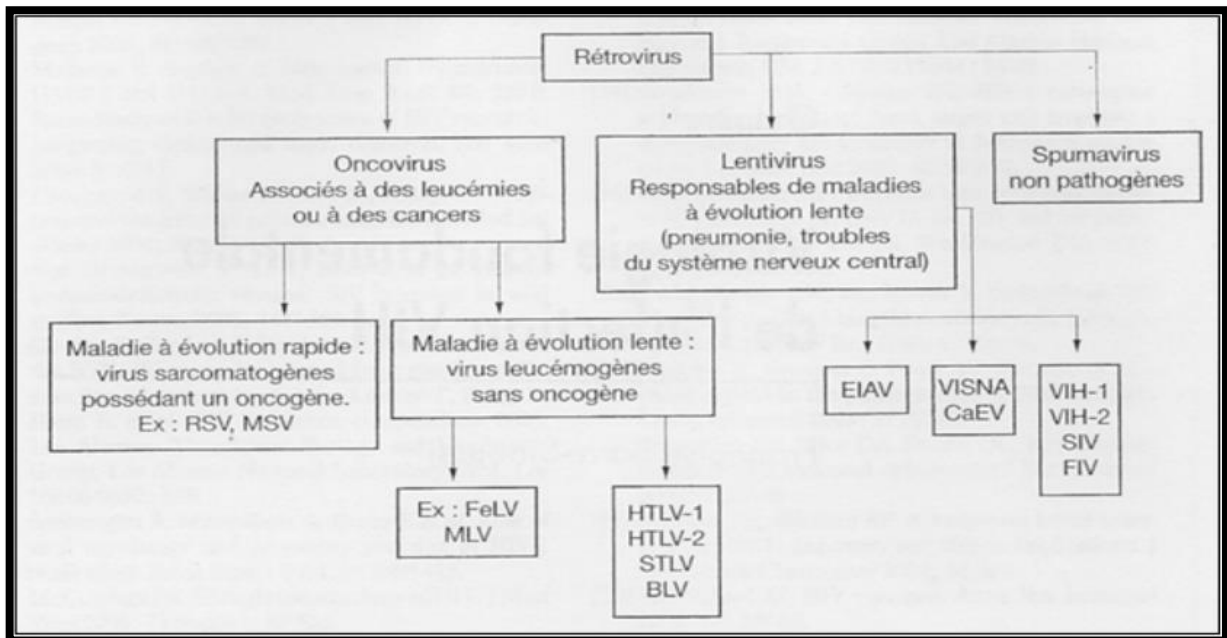 Rétrovirus
Oncovirus
Associés à des leucémies
ou à des cancers
Lentivirus
Responsables de maladies
à évolution lente
(pneumonie, troubles
du système nerveux central)
Spumavirus
non pathogènes
Maladie à évolution rapide :
virus sarcomatogènes
possédant un oncogène.
Ex : RSV, MSV
Maladie à évolution lente :
virus leucémogènes
sans oncogène
EIAV
VISNA
CaEV
VIH-1
VIH-2
SIV
FIV
Ex : FeLV
MLV
HTLV-1
HTLV-2
STLV
BLV